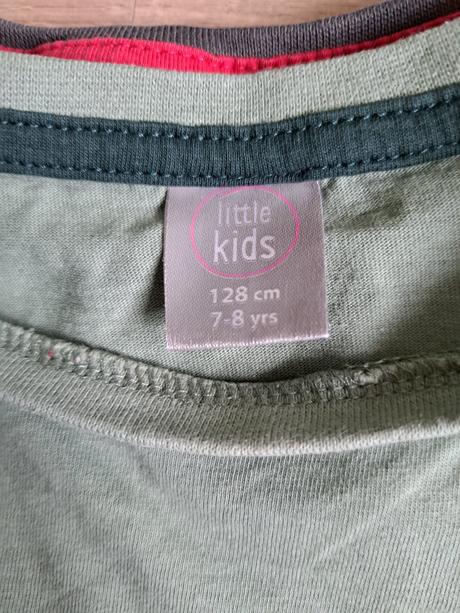 little
kids
128 cm
7-8 yrs